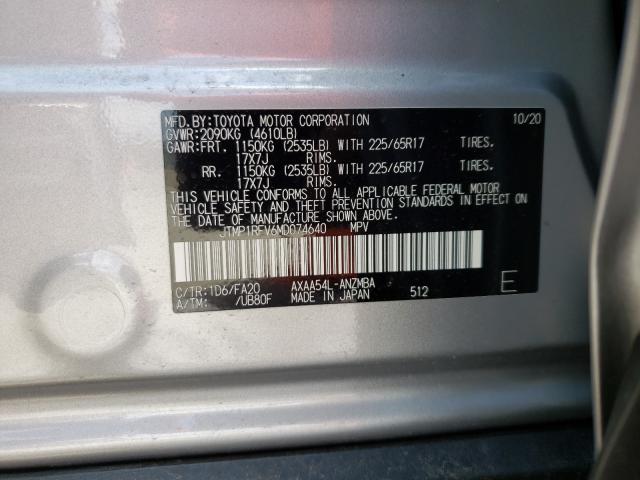 MFD.BY:TOYOTA MOTOR CORPORATION 10/20
GVWR:2090KG (4610LB)
GAWR:FRT. 1150KG (2535LB) WITH 225/65R17 TIRES.
17X7J RIMS.
RR. 1150KG (2535LB) WITH 225/65R17 TIRES.
17X7J RIMS.
THIS VEHICLE CONFORMS TO ALL APPLICABLE FEDERAL MOTOR
VEHICLE SAFETY AND THEFT PREVENTION STANDARDS IN EFFECT ON
THE DATE OF MANUFACTURE SHOWN ABOVE.
JTMP1RFV6MD074640 MPV
C/TR:1D6/FA20 AXAA54L-ANZMBA
A/TM: /UB80F MADE IN JAPAN 512 E